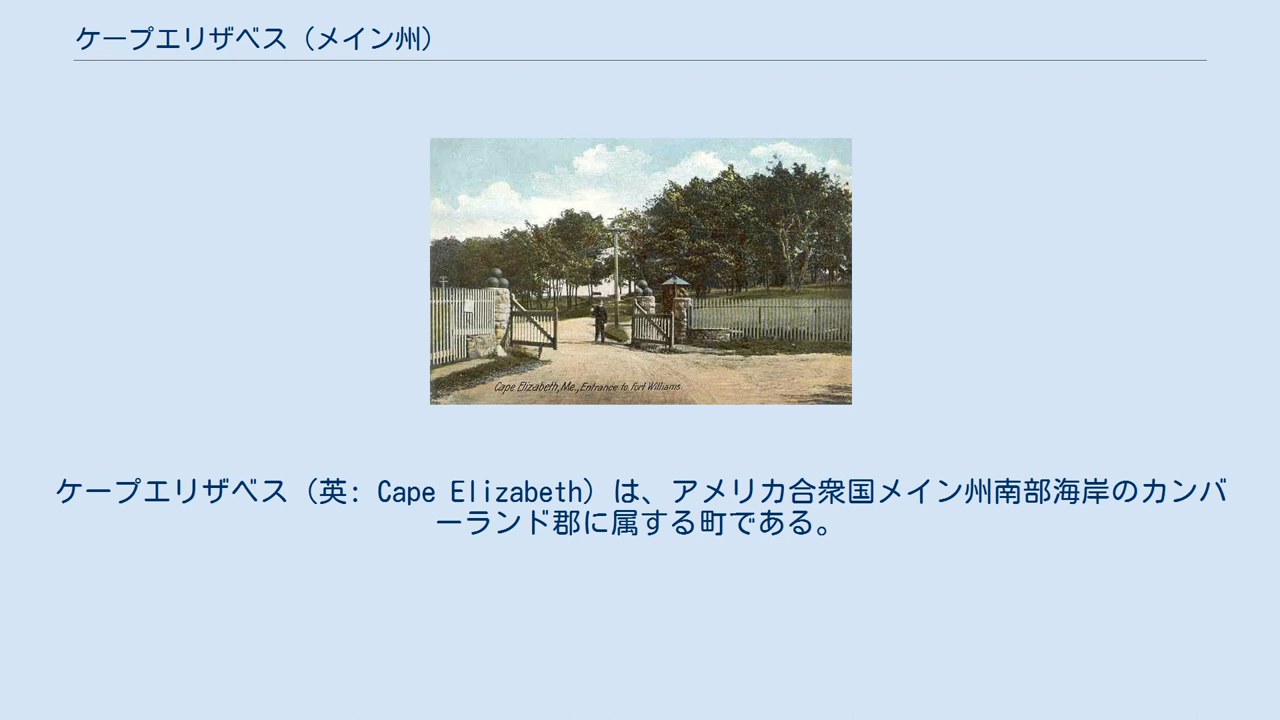 ケープエリザベス（メイン州）
Cape Elizabeth, Me., Entrance to Fort Williams.
ケープエリザベス（英: Cape Elizabeth）は、アメリカ合衆国メイン州南部海岸のカンバ
ーランド郡に属する町である。